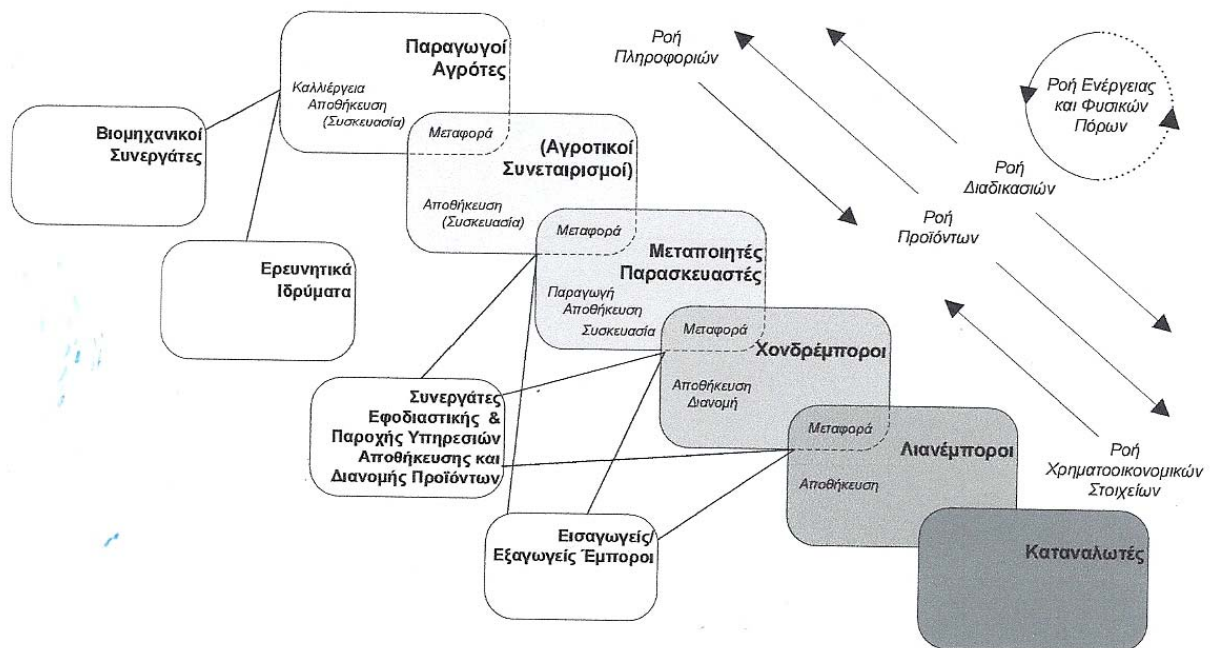 Παραγωγοί
Αγρότες
Καλλιέργεια
Αποθήκευση
(Συσκευασία)
Μεταφορά
Βιομηχανικοί
Συνεργάτες
(Αγροτικοί
Συνεταιρισμοί)
Αποθήκευση
(Συσκευασία)
Μεταφορά
Ερευνητικά
Ιδρύματα
Μεταποιητές
Παρασκευαστές
Παραγωγή
Αποθήκευση
Συσκευασία
Μεταφορά
Χονδρέμποροι
Αποθήκευση
Διανομή
Μεταφορά
Συνεργάτες
Εφοδιαστικής &
Παροχής Υπηρεσιών
Αποθήκευσης και
Διανομής Προϊόντων
Λιανέμποροι
Αποθήκευση
Εισαγωγείς/
Εξαγωγείς Έμποροι
Καταναλωτές
Ροή
Πληροφοριών
Ροή Ενέργειας
και Φυσικών
Πόρων
Ροή
Διαδικασιών
Ροή
Προϊόντων
Ροή
Χρηματοοικονομικών
Στοιχείων